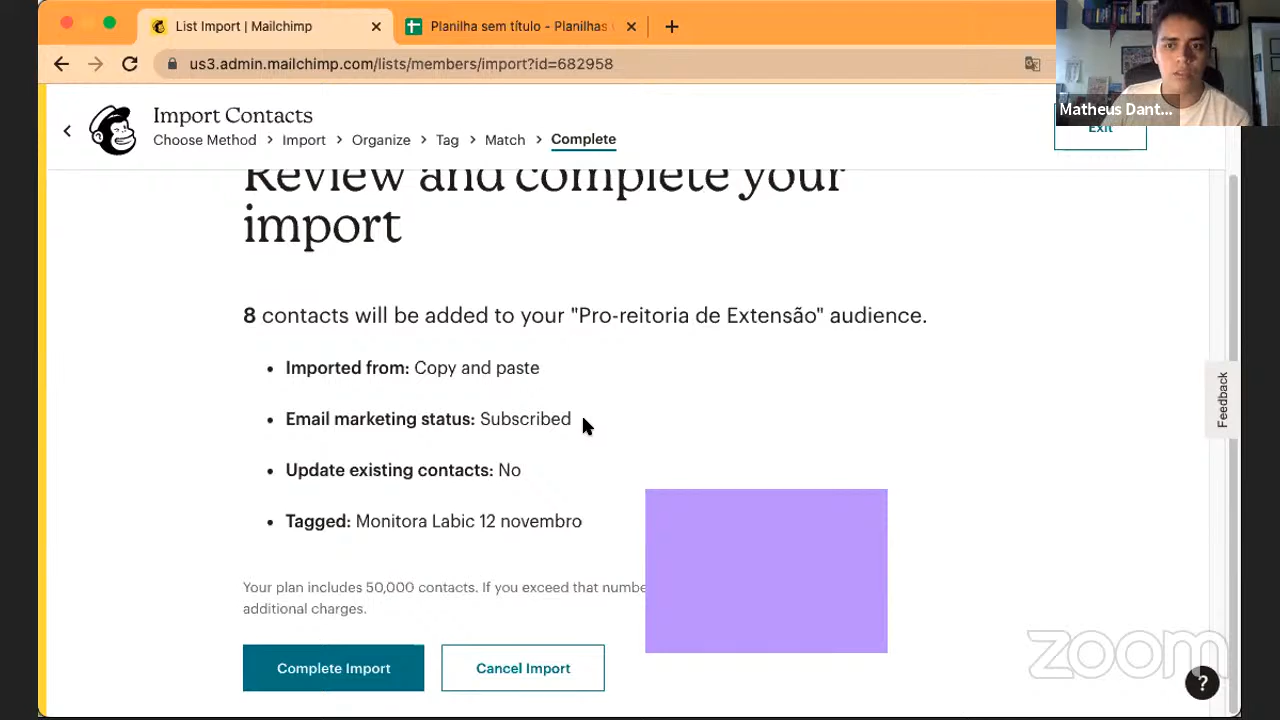 List Import | Mailchimp
Planilha sem título - Planilhas
us3.admin.mailchimp.com/lists/members/import?id=682958
Matheus Dant...
Import Contacts
Exit
Choose Method > Import > Organize > Tag > Match > Complete
Review and complete your
import
8 contacts will be added to your "Pro-reitoria de Extensão" audience.
• Imported from: Copy and paste
• Email marketing status: Subscribed
• Update existing contacts: No
• Tagged: Monitora Labic 12 novembro
Your plan includes 50,000 contacts. If you exceed that
additional charges.
Complete Import
Cancel Import
Feedback
zoom
?